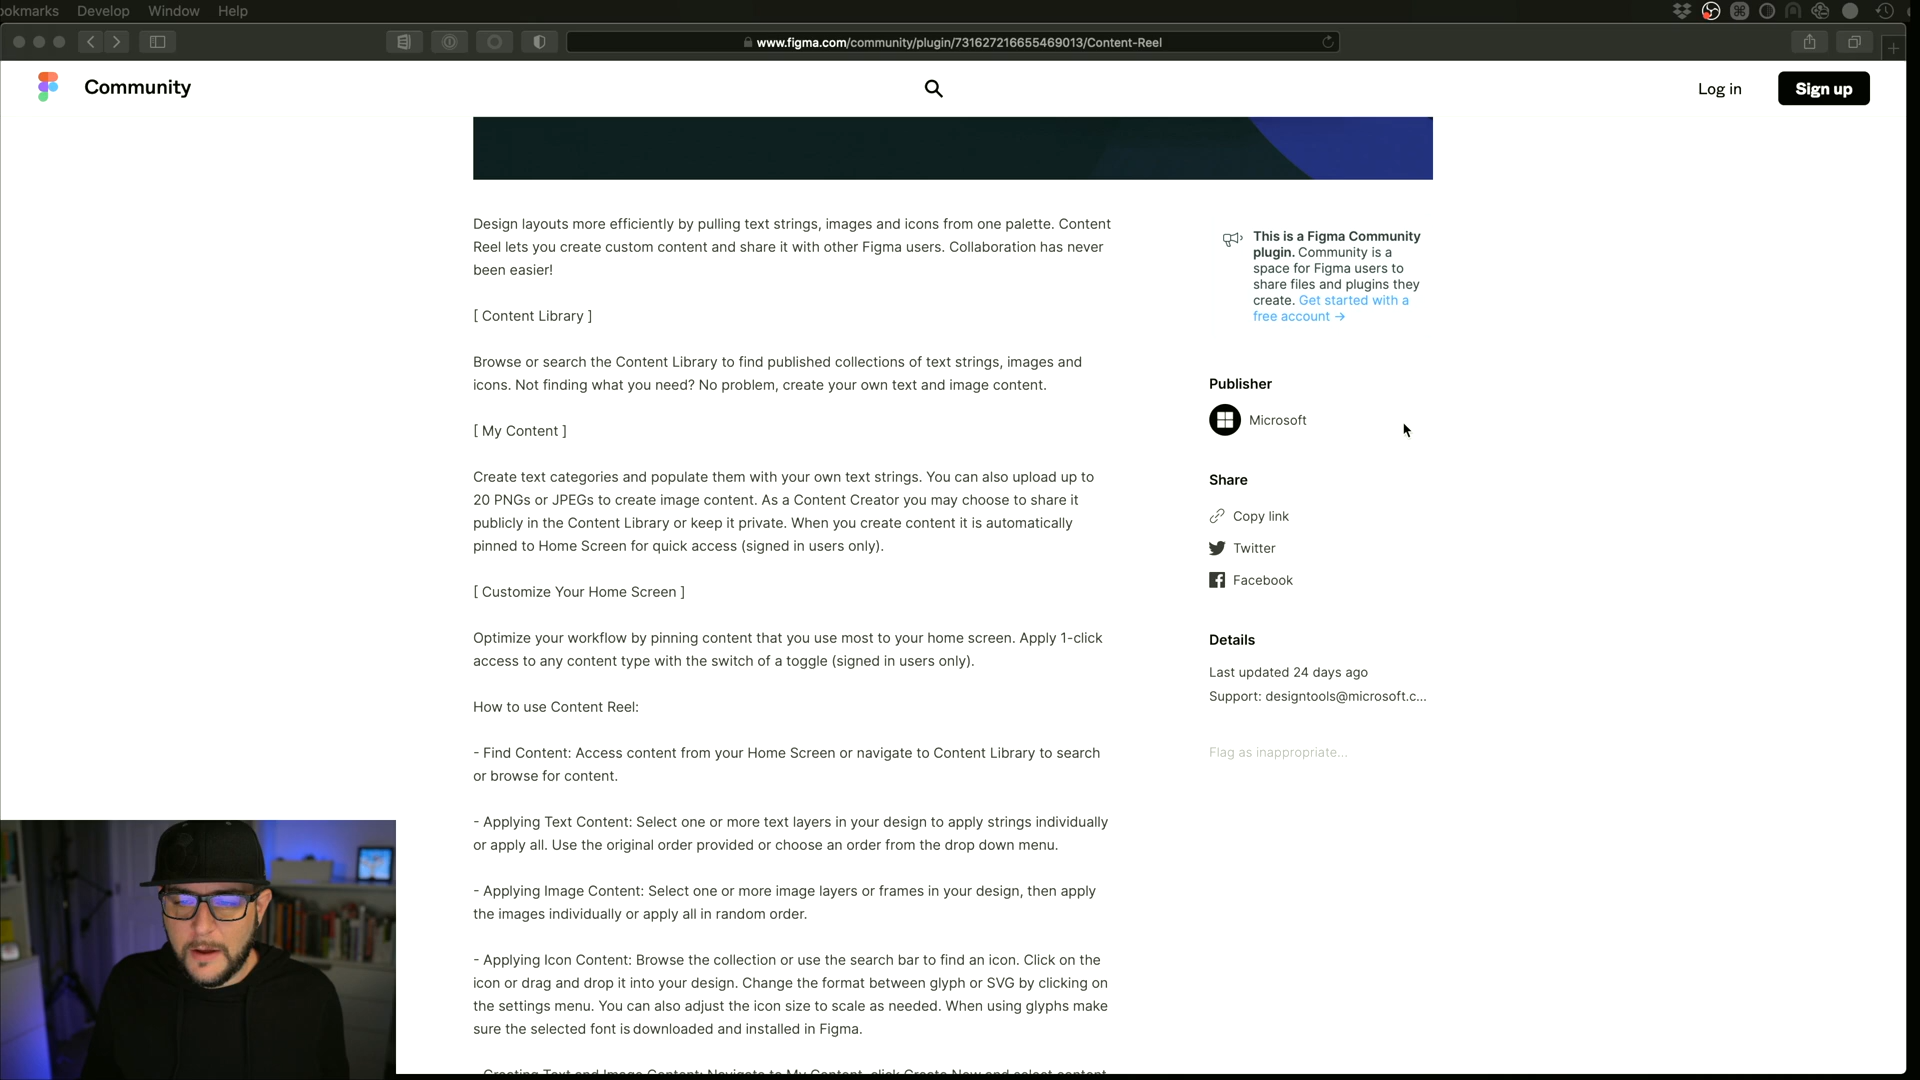 Develop Window Help
www.figma.com/community/plugin/731627216655469013/Content-Reel
Community
Log in
Sign up
Design layouts more efficiently by pulling text strings, images and icons from one palette. Content
Reel lets you create custom content and share it with other Figma users. Collaboration has never
been easier!
[ Content Library ]
Browse or search the Content Library to find published collections of text strings, images and
icons. Not finding what you need? No problem, create your own text and image content.
[ My Content ]
Create text categories and populate them with your own text strings. You can also upload up to
20 PNGs or JPEGs to create image content. As a Content Creator you may choose to share it
publicly in the Content Library or keep it private. When you create content it is automatically
pinned to Home Screen for quick access (signed in users only).
[ Customize Your Home Screen ]
Optimize your workflow by pinning content that you use most to your home screen. Apply 1-click
access to any content type with the switch of a toggle (signed in users only).
How to use Content Reel:
- Find Content: Access content from your Home Screen or navigate to Content Library to search
or browse for content.
- Applying Text Content: Select one or more text layers in your design to apply strings individually
or apply all. Use the original order provided or choose an order from the drop down menu.
- Applying Image Content: Select one or more image layers or frames in your design, then apply
the images individually or apply all in random order.
- Applying Icon Content: Browse the collection or use the search bar to find an icon. Click on the
icon or drag and drop it into your design. Change the format between glyph or SVG by clicking on
the settings menu. You can also adjust the icon size to scale as needed. When using glyphs make
sure the selected font is downloaded and installed in Figma.
- Creating Text and Image Content: Navigate to My Content, click Create New and select content
This is a Figma Community
plugin. Community is a
space for Figma users to
share files and plugins they
create. Get started with a
free account →
Publisher
Microsoft
Share
Copy link
Twitter
Facebook
Details
Last updated 24 days ago
Support: designtools@microsoft.c...
Flag as inappropriate...